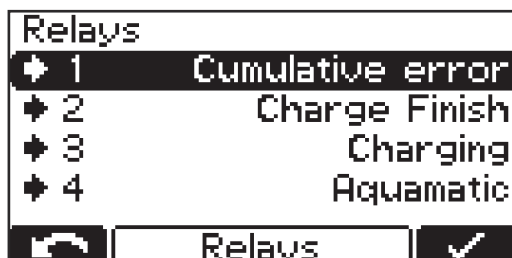 Relays
1 Cumulative error
2 Charge Finish
3 Charging
4 Aquamatic
Relays